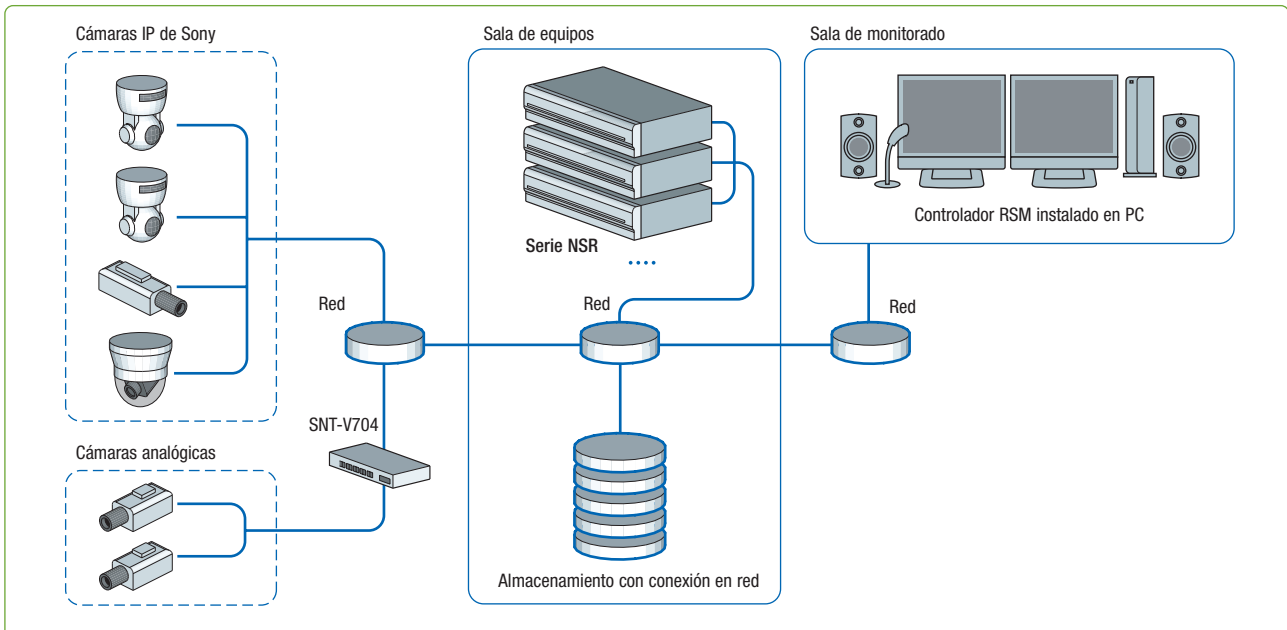 Cámaras IP de Sony
Sala de equipos
Sala de monitorado
Controlador RSM instalado en PC
Serie NSR
....
Red
Red
Red
SNT-V704
Cámaras analógicas
Almacenamiento con conexión en red